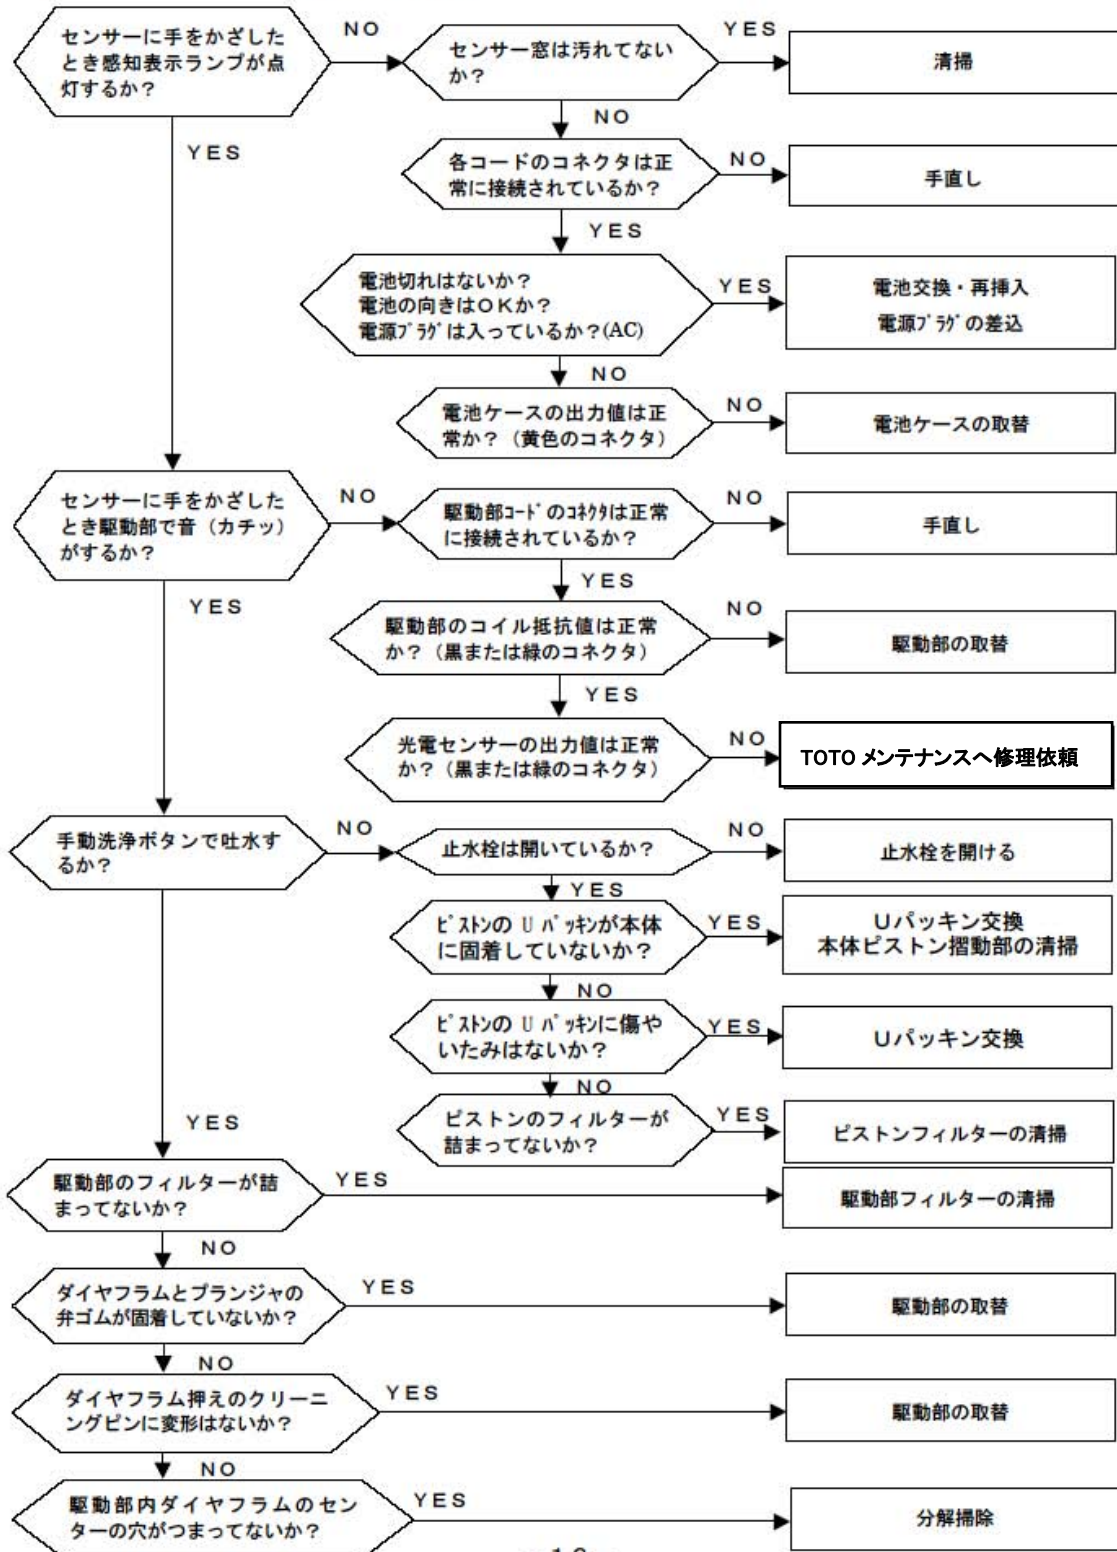 センサーに手をかざした
とき感知表示ランプが点
灯するか？
NO
センサー窓は汚れてない
か？
YES
清掃
NO
YES
各コードのコネクタは正
常に接続されているか？
NO
手直し
YES
電池切れはないか？
電池の向きはＯＫか？
電源ﾌﾟﾗｸﾞは入っているか？(AC)
YES
電池交換・再挿入
電源ﾌﾟﾗｸﾞの差込
NO
電池ケースの出力値は正
常か？（黄色のコネクタ）
NO
電池ケースの取替
センサーに手をかざした
とき駆動部で音（カチッ）
がするか？
NO
駆動部ｺｰﾄﾞのｺﾈｸﾀは正常
に接続されているか？
NO
手直し
YES
YES
駆動部のコイル抵抗値は正常
か？（黒または緑のコネクタ）
NO
駆動部の取替
YES
光電センサーの出力値は正常
か？（黒または緑のコネクタ）
NO
TOTO メンテナンスへ修理依頼
手動洗浄ボタンで吐水す
るか？
NO
止水栓は開いているか？
NO
止水栓を開ける
YES
ﾋﾟｽﾄﾝの U ﾊﾟｯｷﾝが本体
に固着していないか？
YES
Ｕパッキン交換
本体ピストン摺動部の清掃
NO
ﾋﾟｽﾄﾝの U ﾊﾟｯｷﾝに傷や
いたみはないか？
YES
Ｕパッキン交換
NO
ピストンのフィルターが
詰まってないか？
YES
ピストンフィルターの清掃
YES
駆動部のフィルターが詰
まってないか？
YES
駆動部フィルターの清掃
NO
ダイヤフラムとプランジャの
弁ゴムが固着していないか？
YES
駆動部の取替
NO
ダイヤフラム押えのクリーニ
ングピンに変形はないか？
YES
駆動部の取替
NO
駆動部内ダイヤフラムのセン
ターの穴がつまってないか？
YES
分解掃除